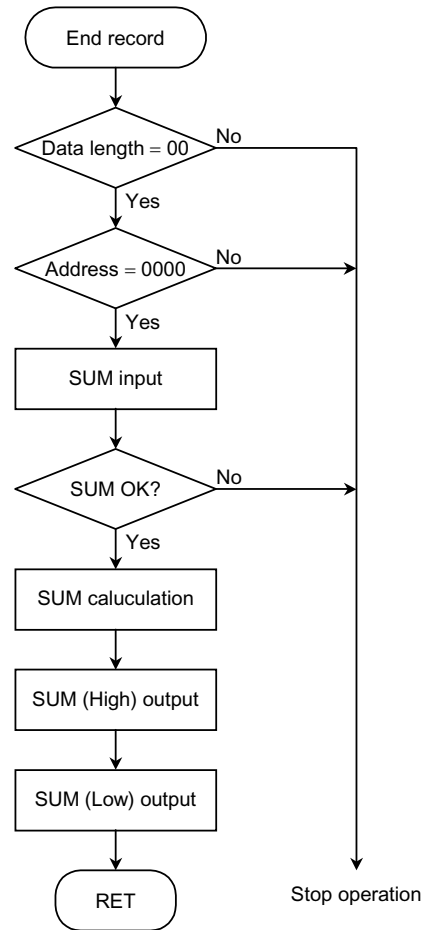 End record
Data length = 00
No
Yes
Address = 0000
No
Yes
SUM input
SUM OK?
No
Yes
SUM caluculation
SUM (High) output
SUM (Low) output
RET
Stop operation